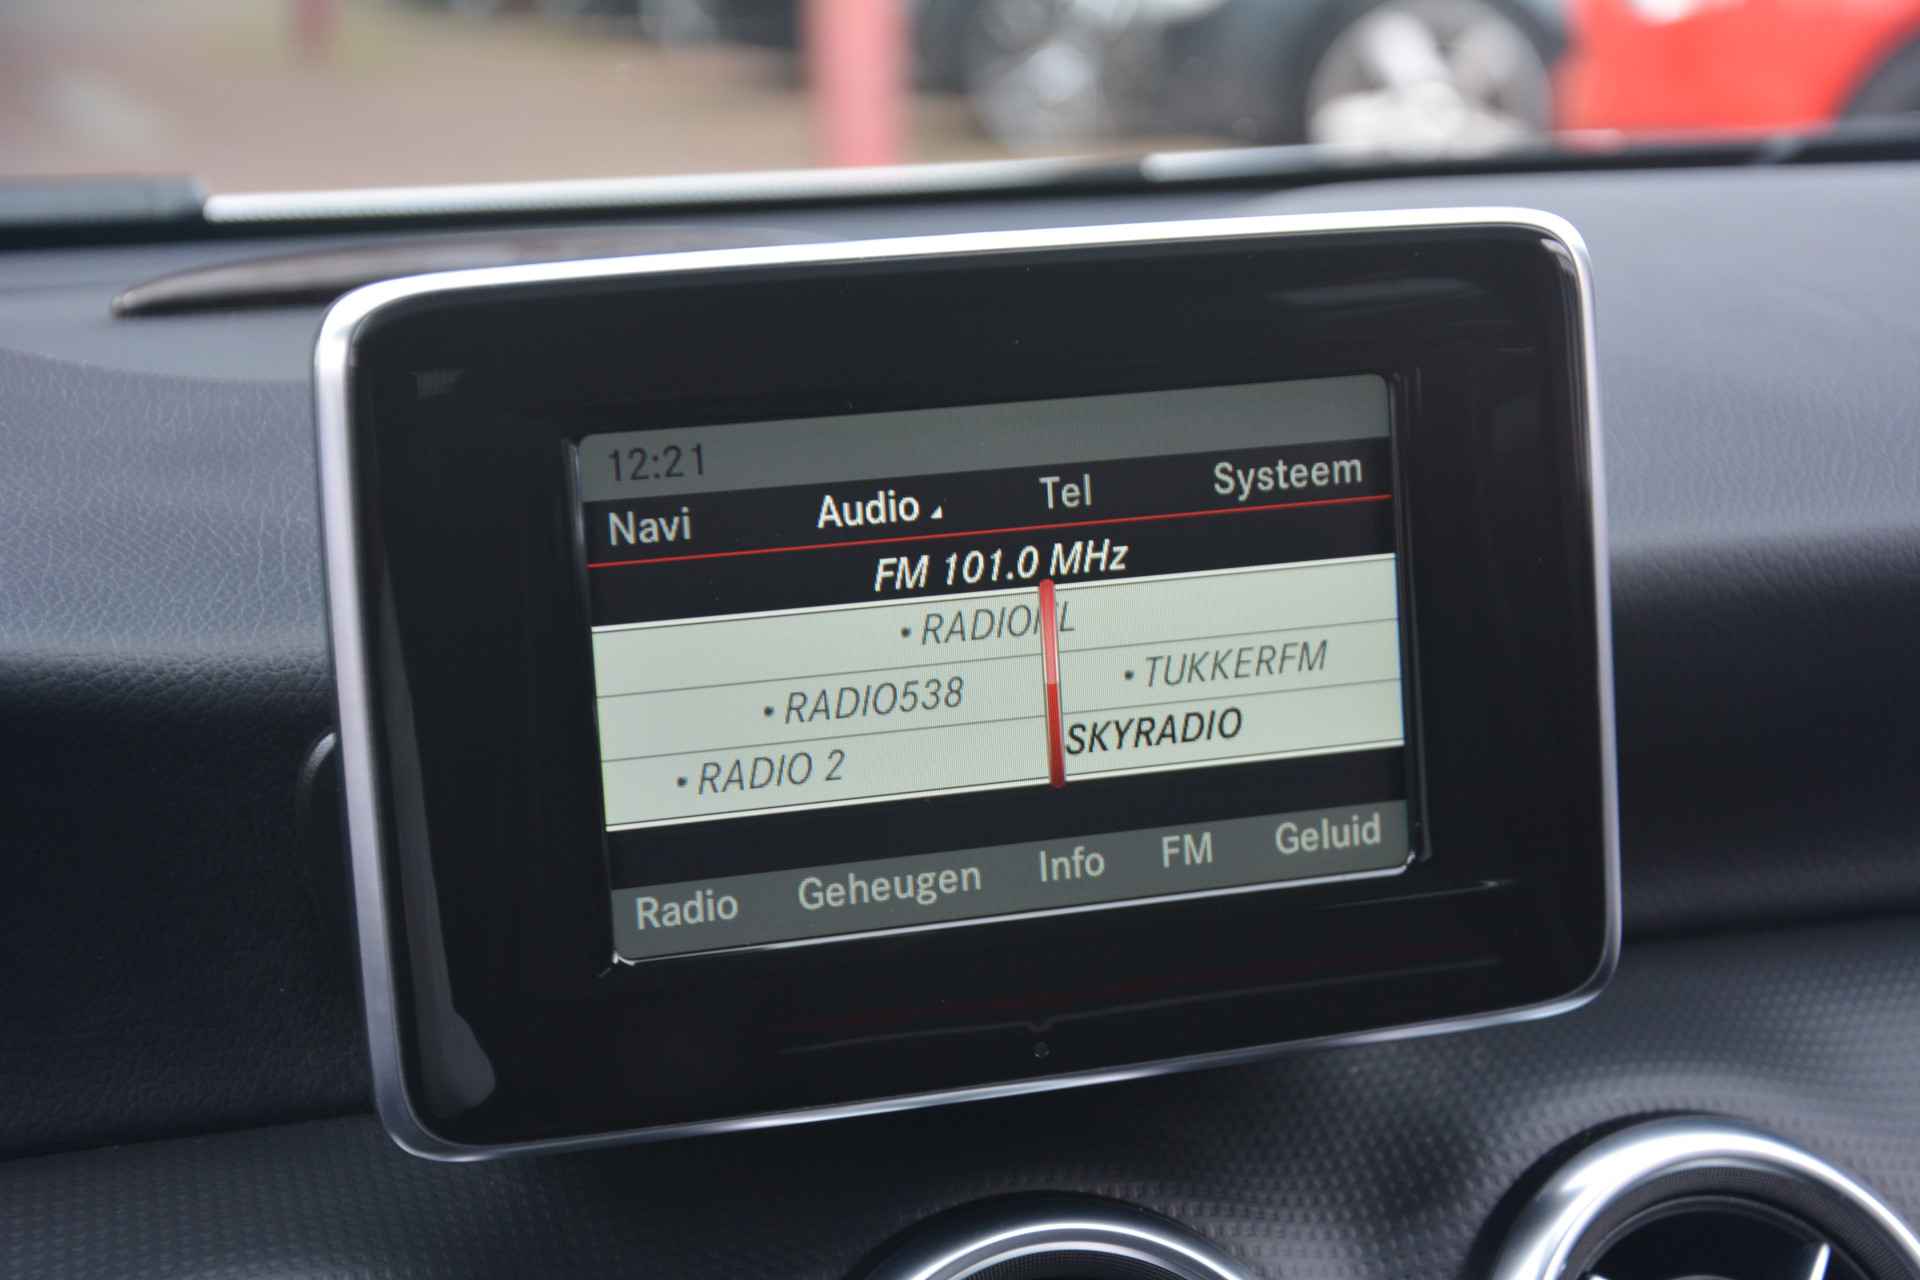 12:21
Navi Audio Tel Systeem
FM 101.0 MHz
• RADIO L
• TUKKERFM
• RADIO538
SKYRADIO
• RADIO 2
Radio Geheugen Info FM Geluid